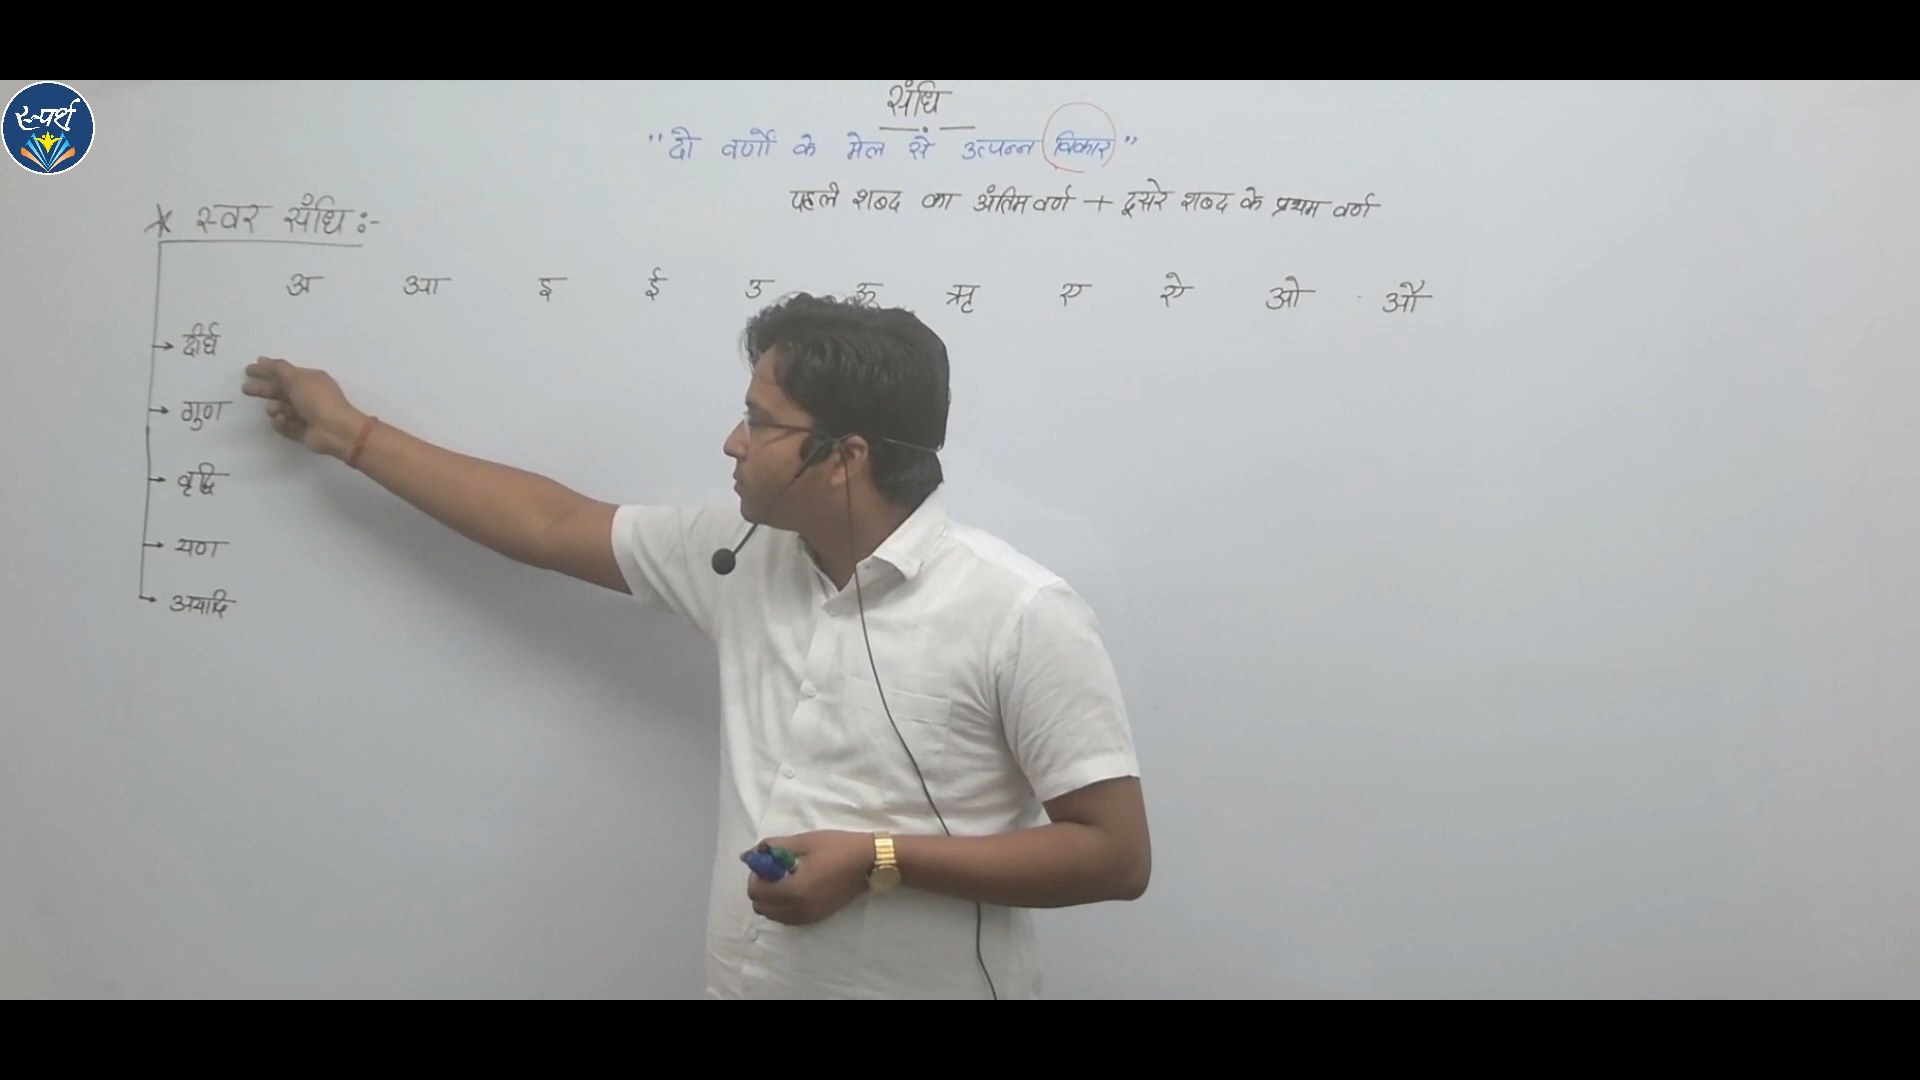 स्पर्श
संधि
"दो वर्णों के मेल से उत्पन्न विकार"
पहले शब्द का अंतिम वर्ण + दूसरे शब्द के प्रथम वर्ण
* स्वर संधि :-
अ आ इ ई उ ऊ ऋ ए ऐ ओ औ
→ दीर्घ
→ गुण
→ वृद्धि
→ यण
→ अयादि